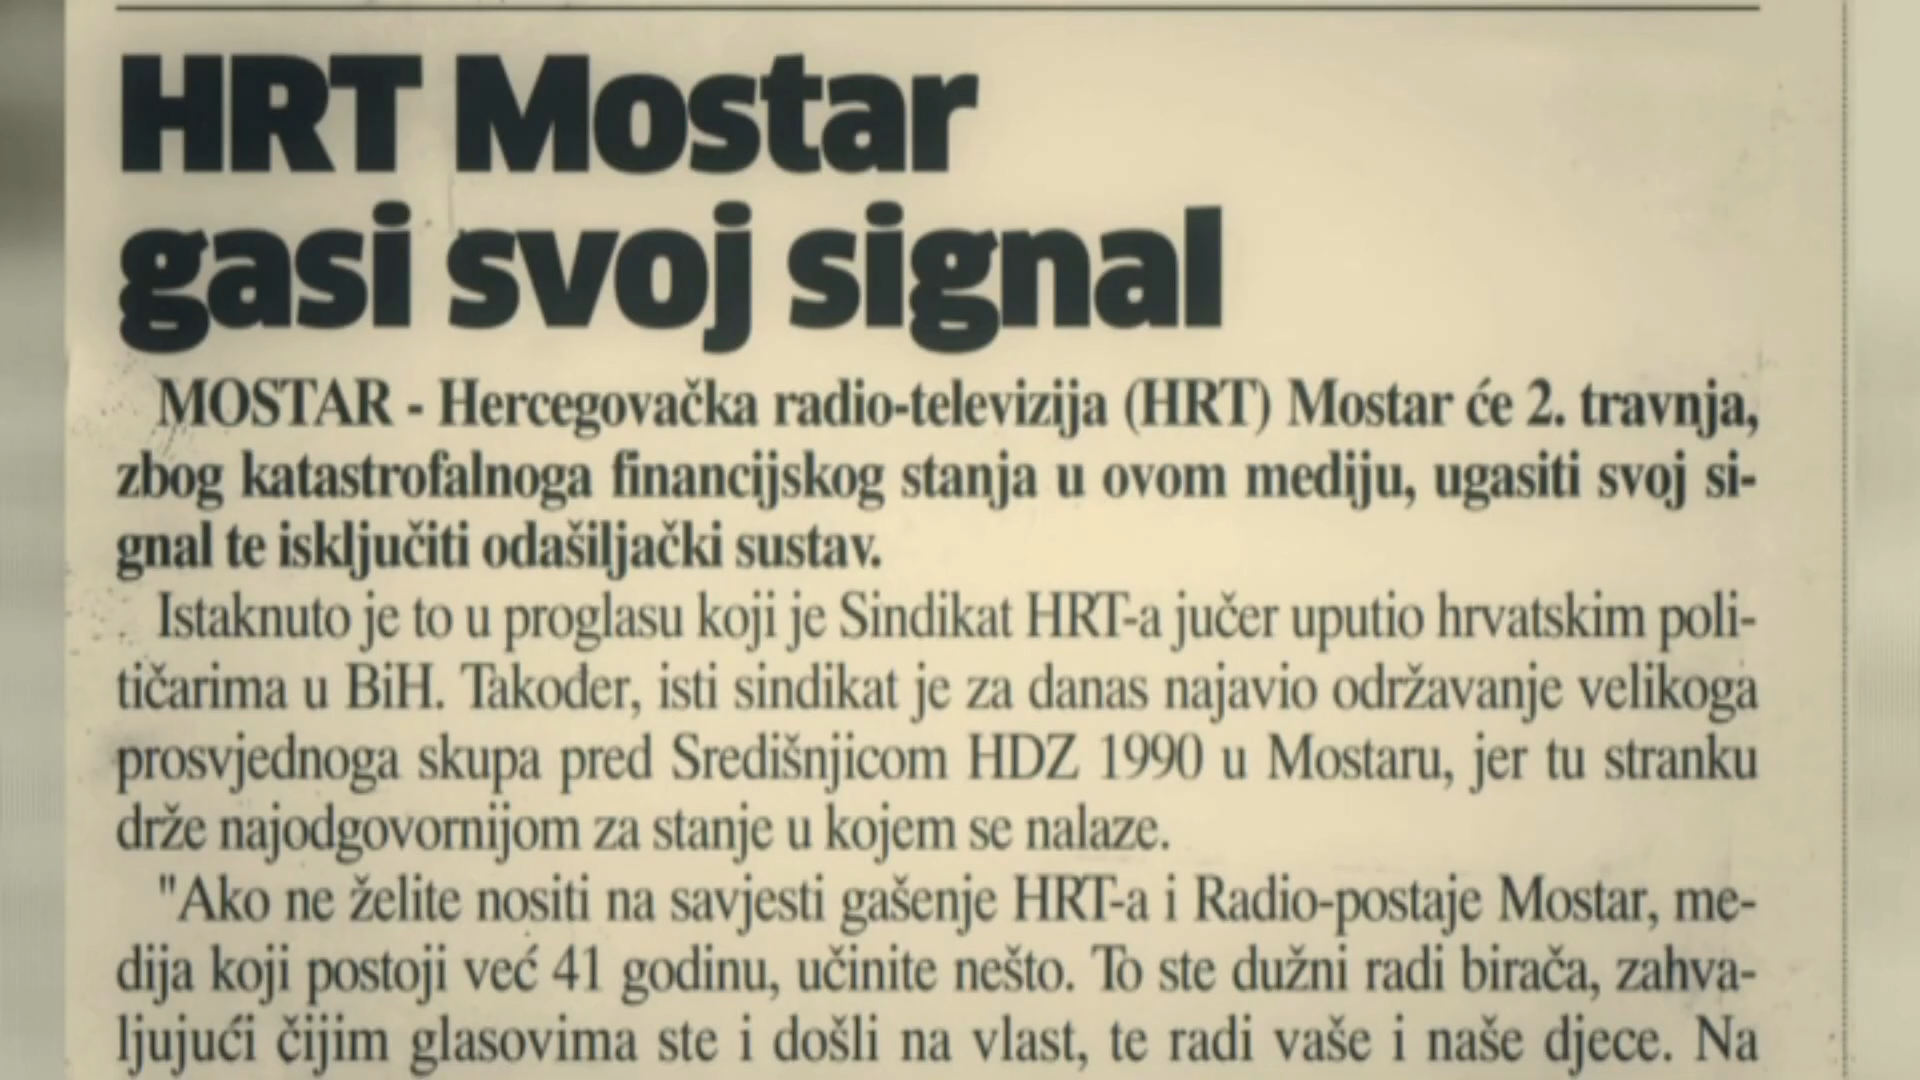 HRT Mostar
gasi svoj signal
MOSTAR - Hercegovačka radio-televizija (HRT) Mostar će 2. travnja,
zbog katastrofalnoga financijskog stanja u ovom mediju, ugasiti svoj si-
gnal te isključiti odašiljački sustav.
Istaknuto je to u proglasu koji je Sindikat HRT-a jučer uputio hrvatskim poli-
tičarima u BiH. Također, isti sindikat je za danas najavio održavanje velikoga
prosvjednoga skupa pred Središnjicom HDZ 1990 u Mostaru, jer tu stranku
drže najodgovornijom za stanje u kojem se nalaze.
"Ako ne želite nositi na savjesti gašenje HRT-a i Radio-postaje Mostar, me-
dija koji postoji već 41 godinu, učinite nešto. To ste dužni radi birača, zahva-
ljujući čijim glasovima ste i došli na vlast, te radi vaše i naše djece. Na